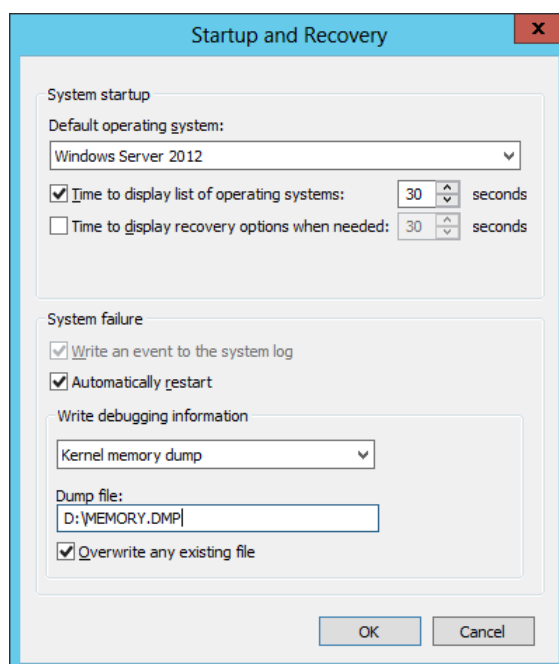 Startup and Recovery
x
System startup
Default operating system:
Windows Server 2012
Time to display list of operating systems: 30 seconds
Time to display recovery options when needed: 30 seconds
System failure
Write an event to the system log
Automatically restart
Write debugging information
Kernel memory dump
Dump file:
D:\MEMORY.DMP
Overwrite any existing file
OK Cancel